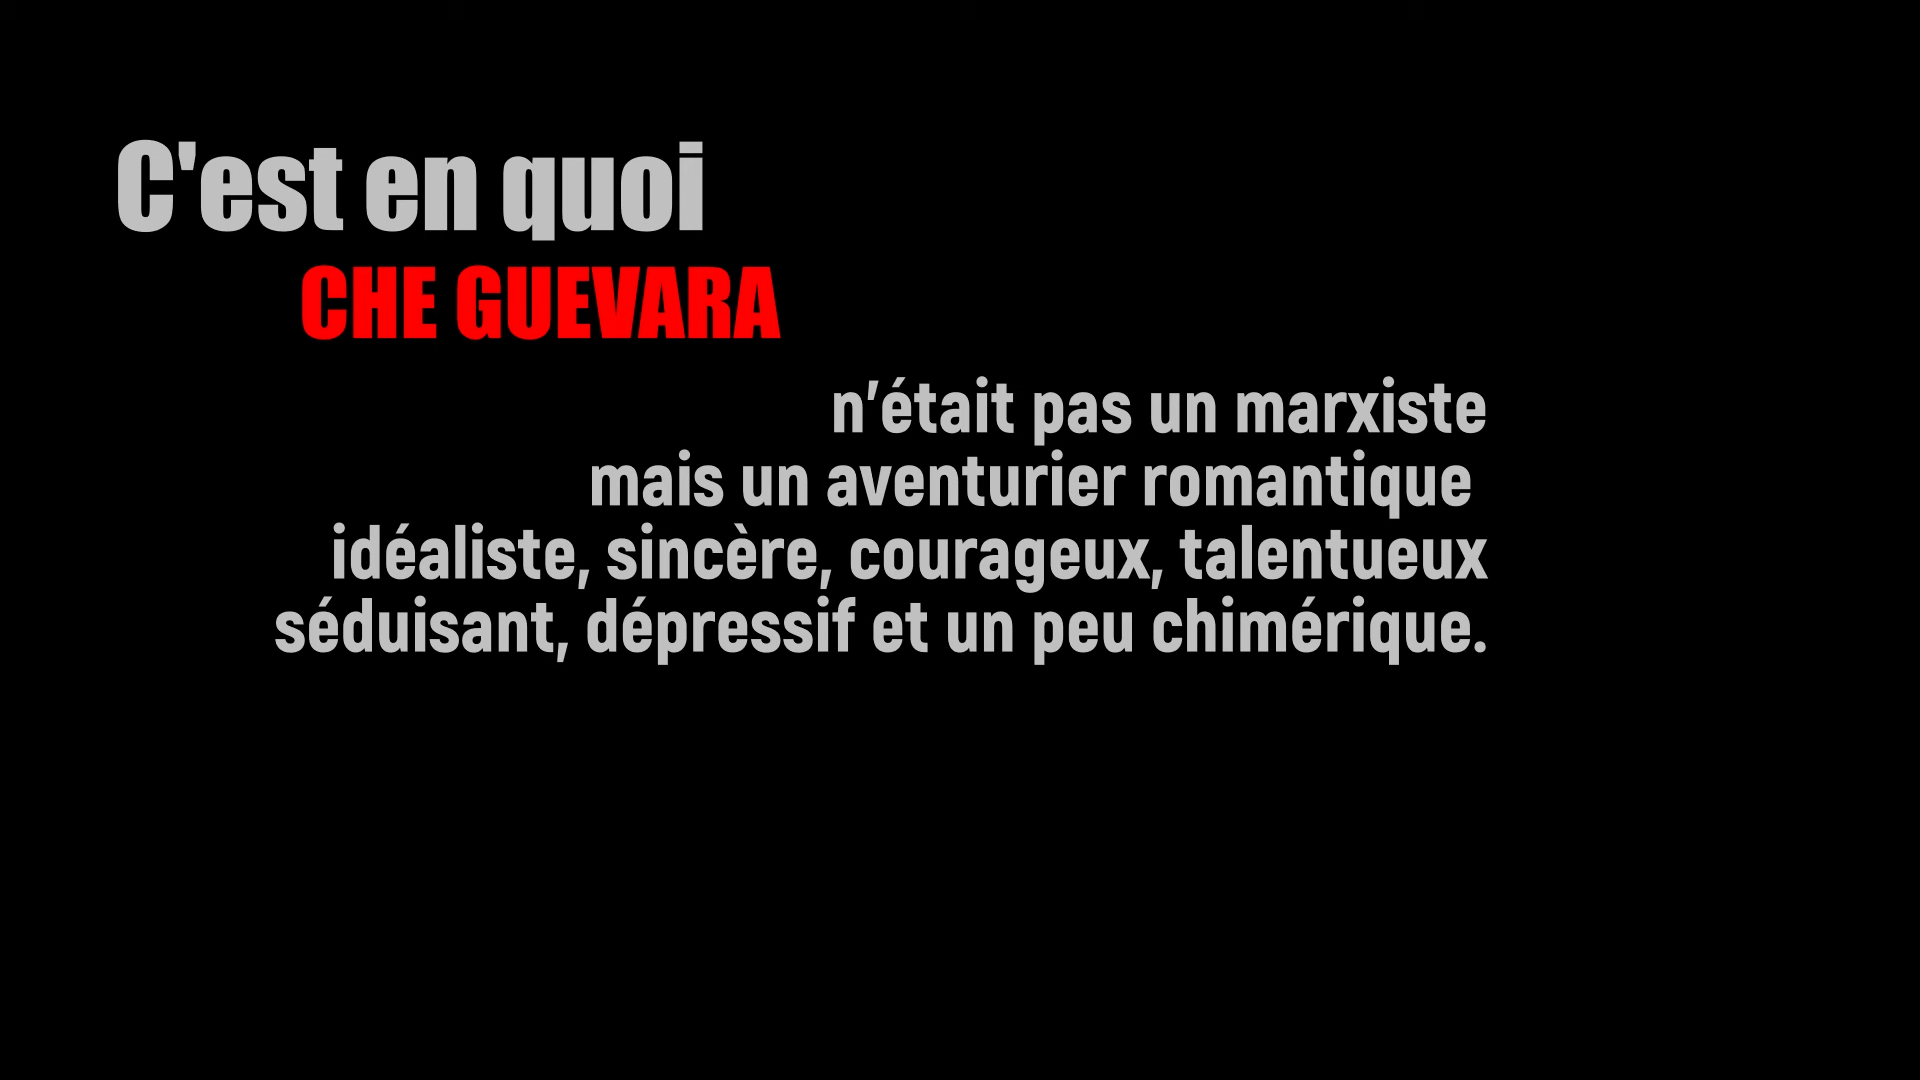 C'est en quoi
CHE GUEVARA
n’était pas un marxiste
mais un aventurier romantique
idéaliste, sincère, courageux, talentueux
séduisant, dépressif et un peu chimérique.